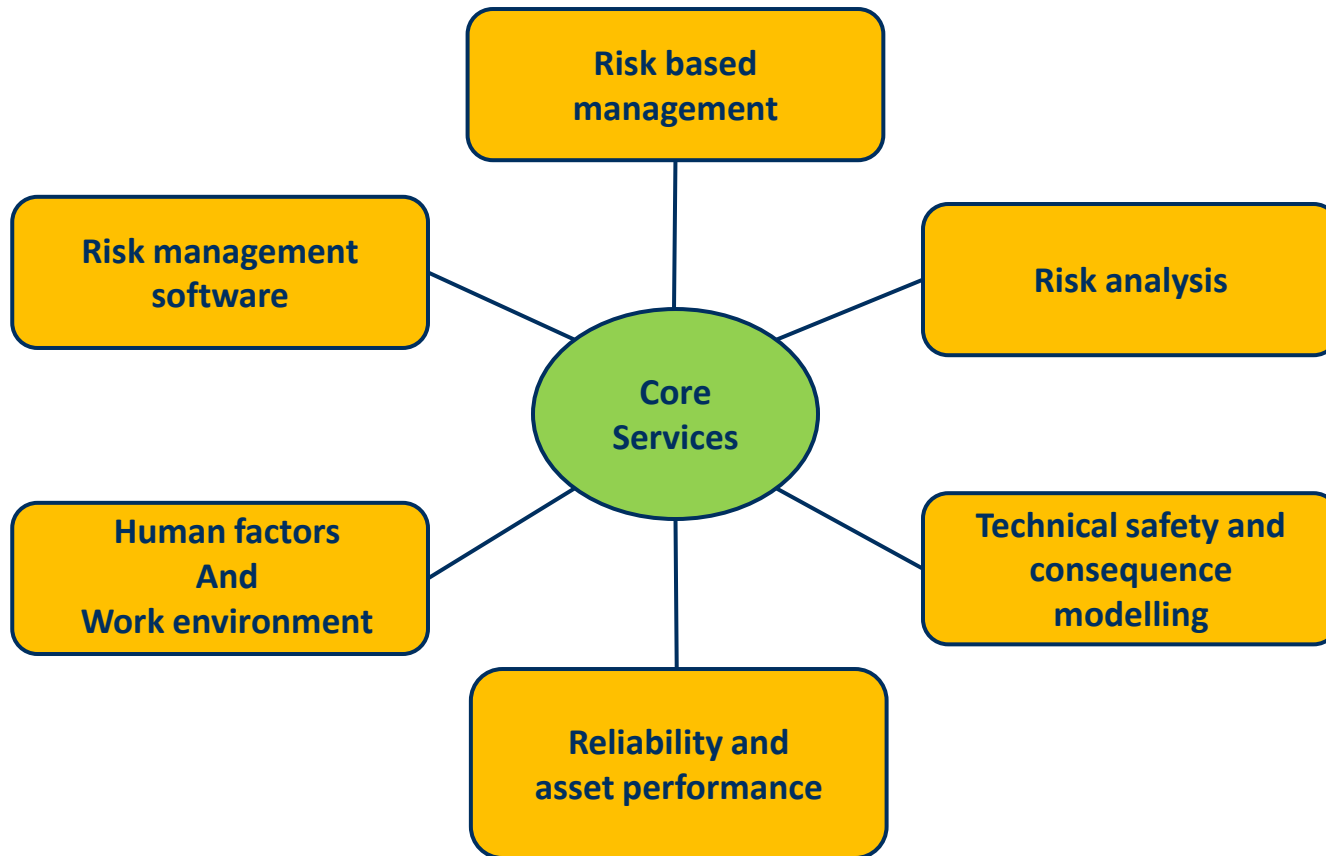 Risk based
management
Risk management
software
Risk analysis
Core
Services
Human factors
And
Work environment
Technical safety and
consequence
modelling
Reliability and
asset performance